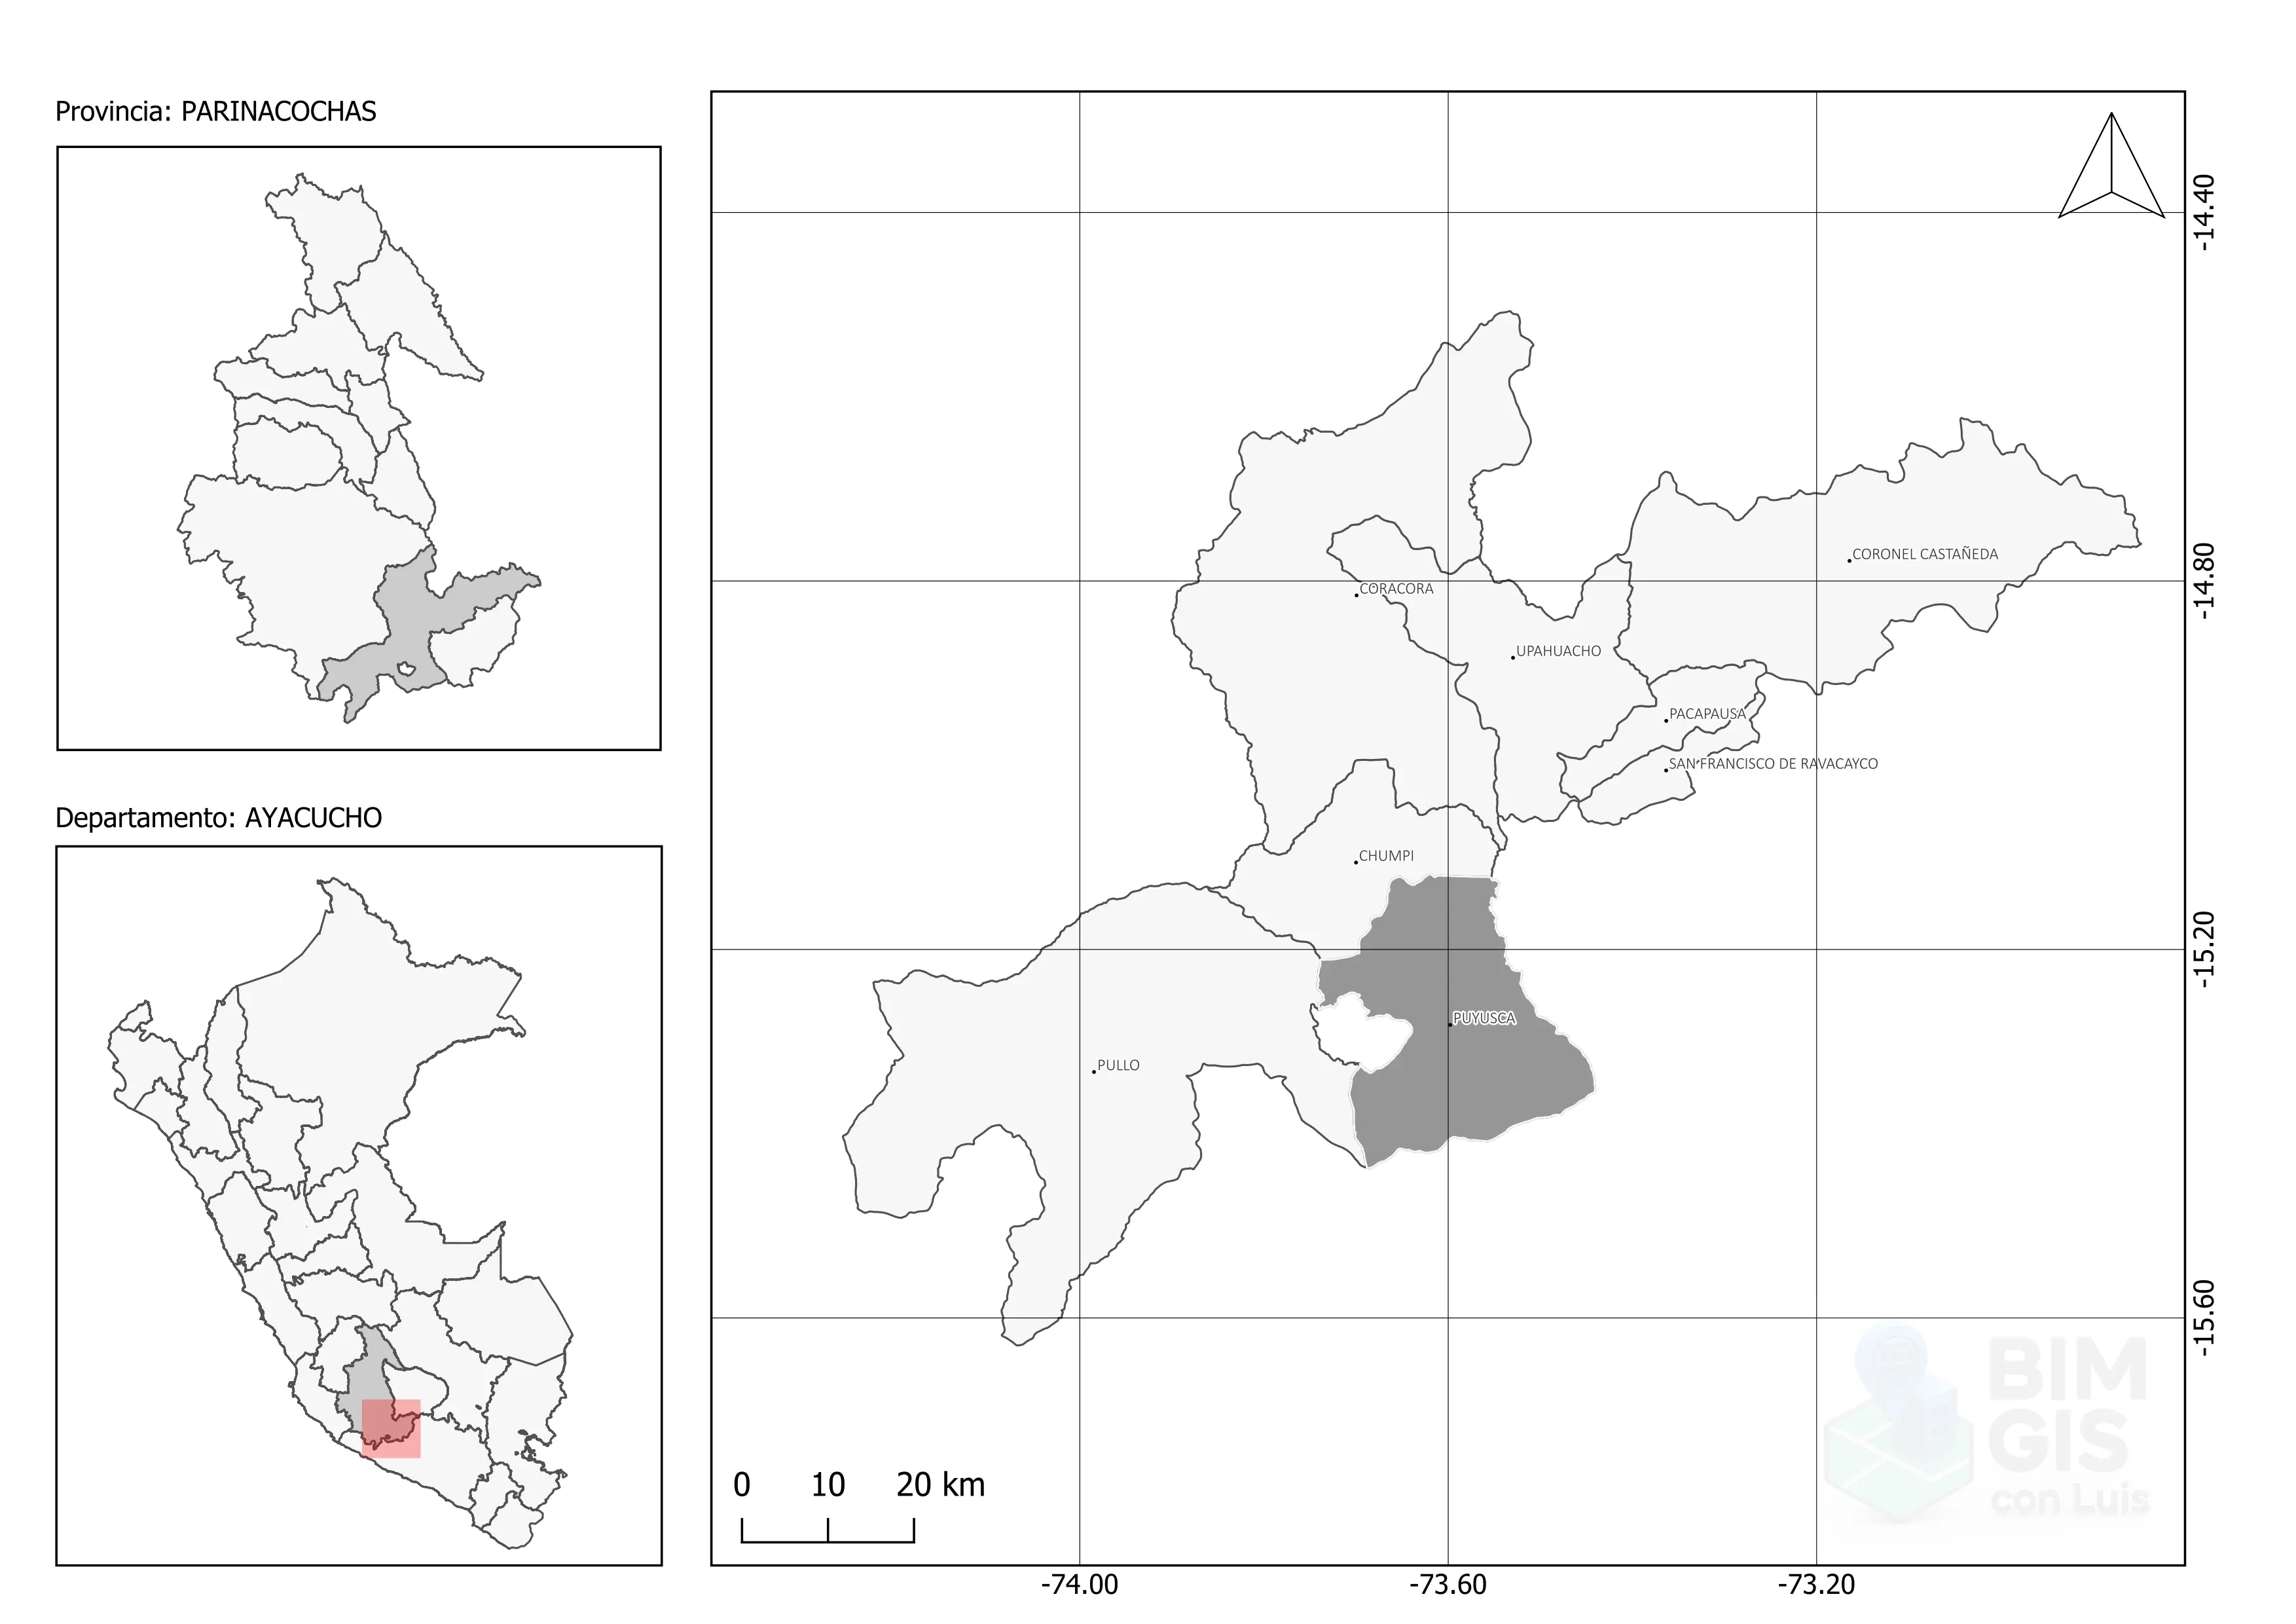 Provincia: PARINACOCHAS
Departamento: AYACUCHO
-14.40
-14.80
-15.20
-15.60
CORONEL CASTAÑEDA
CORACORA
UPAHUACHO
PACAPAUSA
SAN FRANCISCO DE RAVACAYCO
CHUMPI
PUYUSCA
PULLO
BIM
GIS
con Luis
0 10 20 km
-74.00 -73.60 -73.20